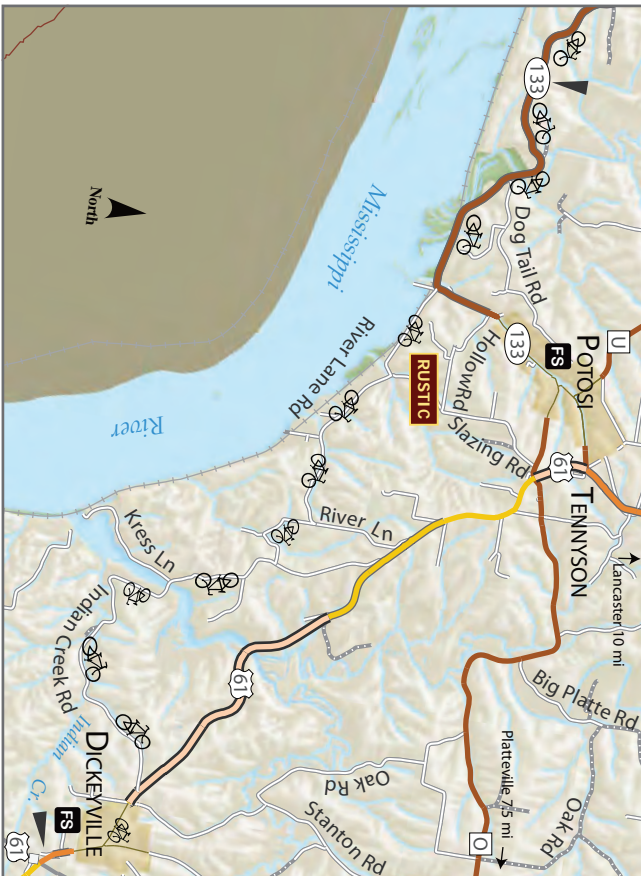 133
Dog Tail Rd
North
Mississippi
U
POTOSI
FS
133
Hollow Rd
RUSTIC
River Lane Rd
Slazing Rd
61
TENNYSON
River
River Ln
Lancaster 10 mi
Kress Ln
Big Platte Rd
Indian Creek Rd
61
Platteville 7.5 mi
Indian
Cr.
DICKEYVILLE
Oak Rd
Oak Rd
Stanton Rd
O
FS
61